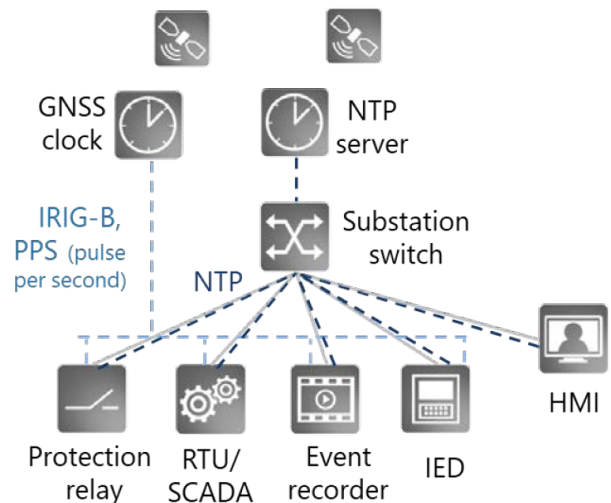 GNSS
clock
NTP
server
IRIG-B,
PPS (pulse
per second)
NTP
Substation
switch
HMI
Protection
relay
RTU/
SCADA
Event
recorder
IED